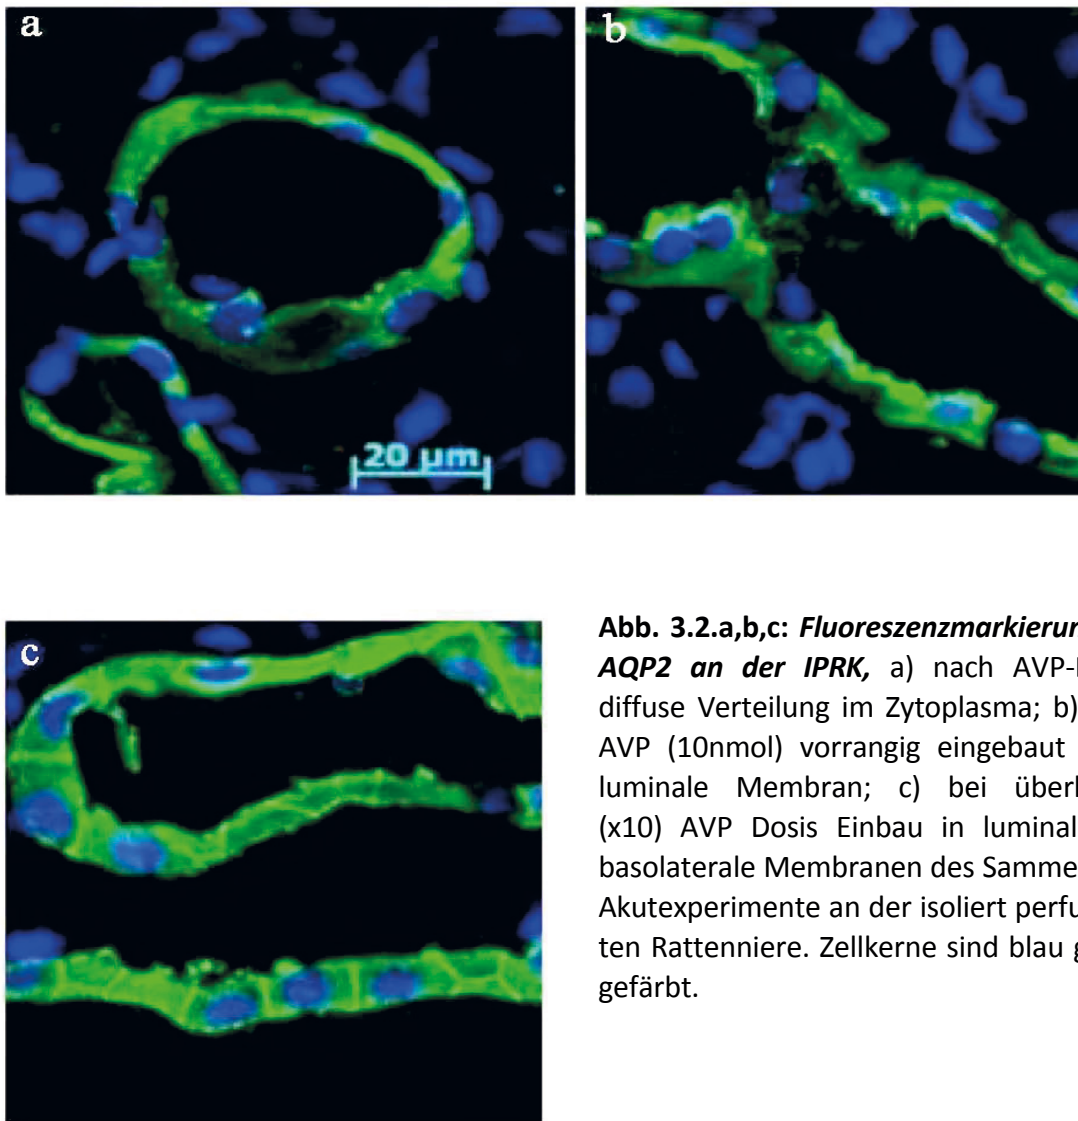 a
b
20 µm
c
Abb. 3.2.a,b,c: Fluoreszenzmarkierun
AQP2 an der IPRK, a) nach AVP-
diffuse Verteilung im Zytoplasma; b)
AVP (10nmol) vorrangig eingebaut
luminale Membran; c) bei überl
(x10) AVP Dosis Einbau in luminal
basolaterale Membranen des Samme
Akutexperimente an der isoliert perfu
ten Rattenniere. Zellkerne sind blau g
gefärbt.